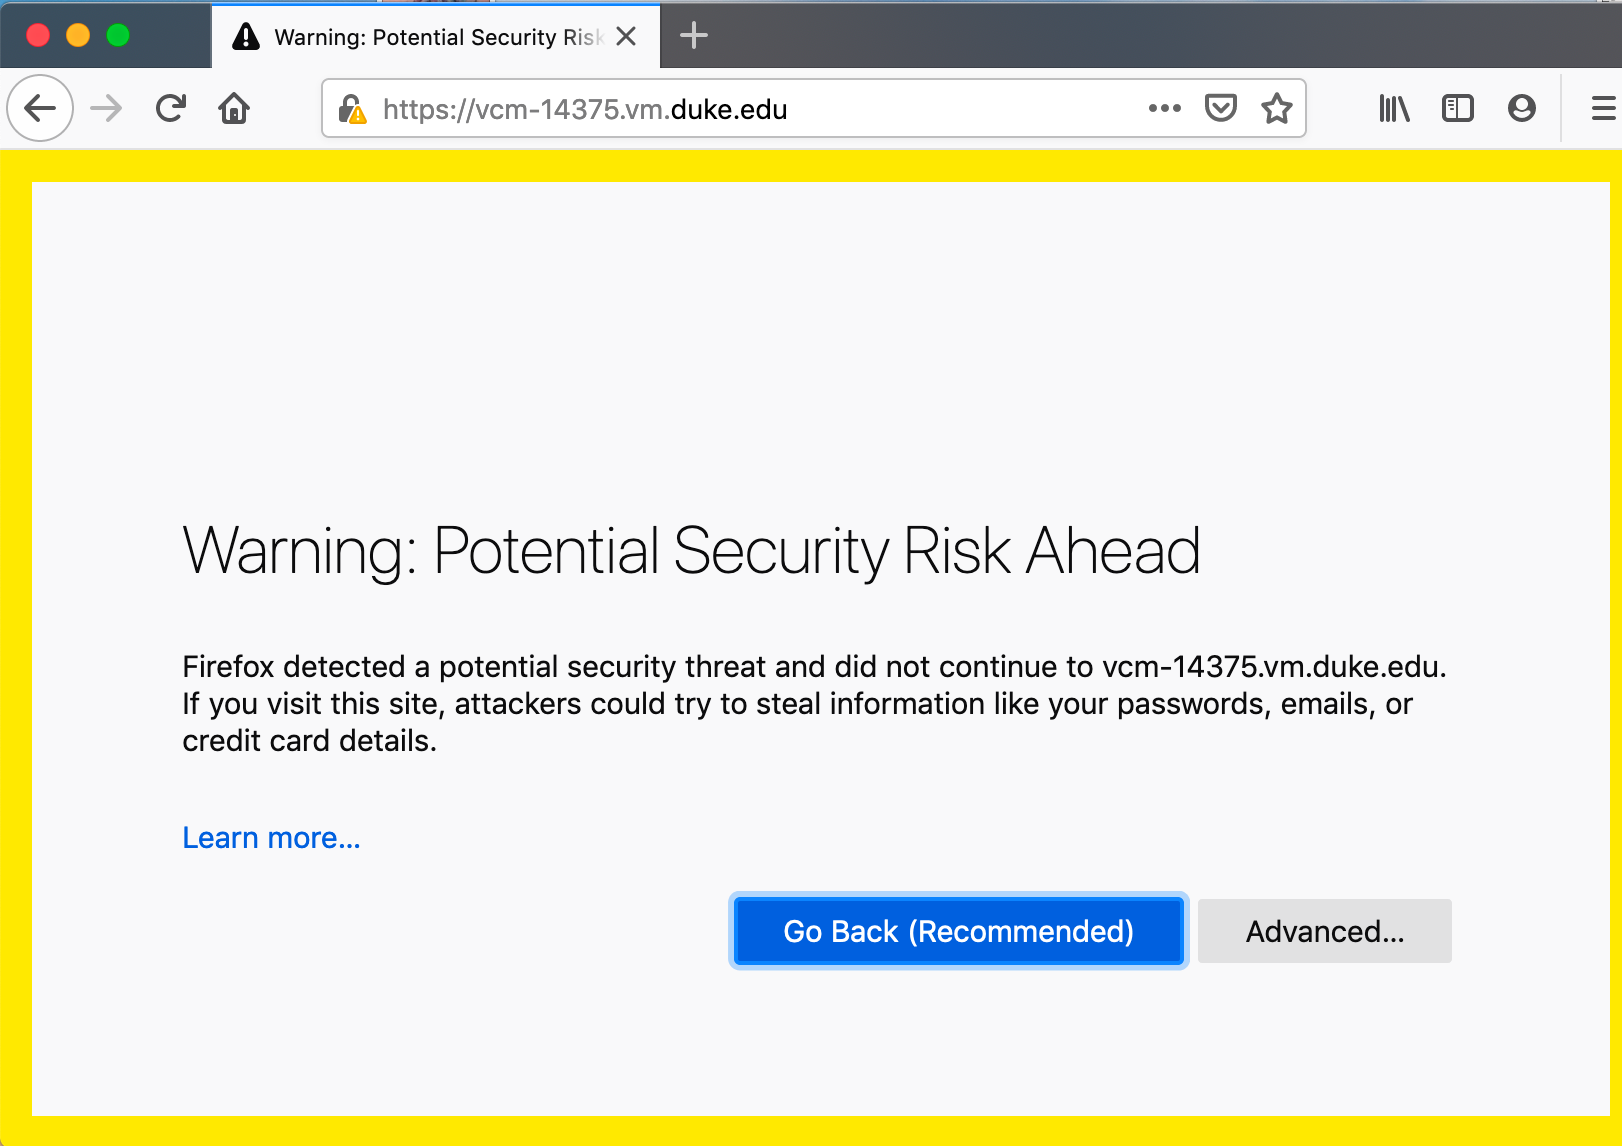 Warning: Potential Security Risk
https://vcm-14375.vm.duke.edu
Warning: Potential Security Risk Ahead
Firefox detected a potential security threat and did not continue to vcm-14375.vm.duke.edu.
If you visit this site, attackers could try to steal information like your passwords, emails, or
credit card details.
Learn more...
Go Back (Recommended)
Advanced...